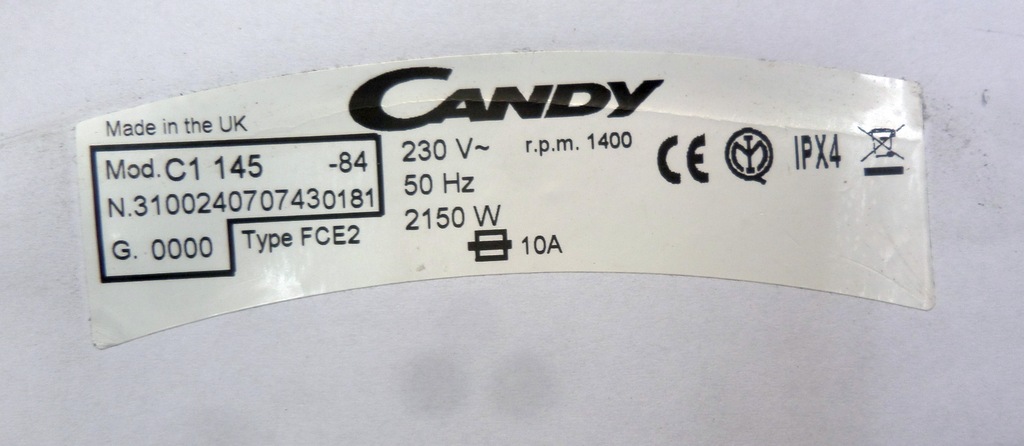 CANDY
Made in the UK
Mod. C1 145 -84
N.3100240707430181
G. 0000
Type FCE2
230 V~ r.p.m. 1400
50 Hz
2150 W
10A
CE
IMQ
IPX4